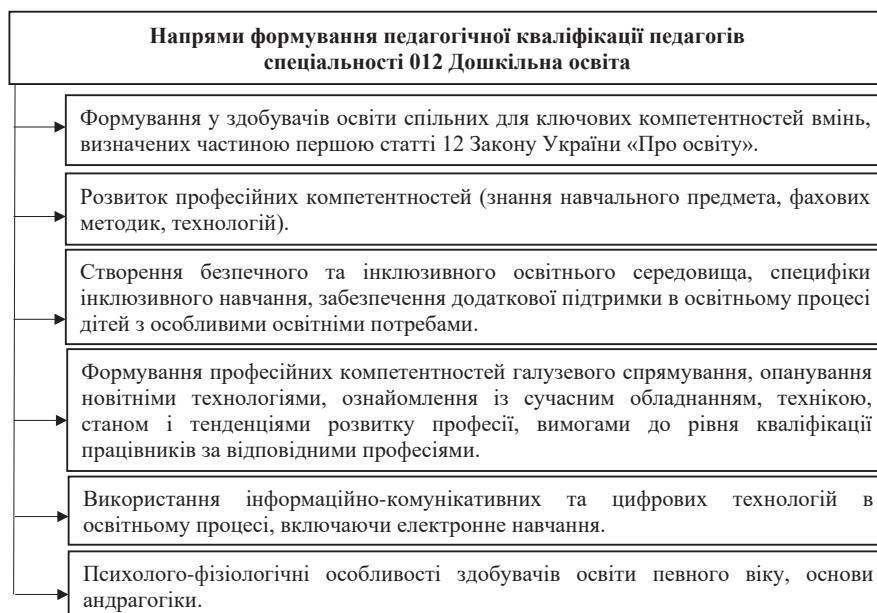 Напрями формування педагогічної кваліфікації педагогів
спеціальності 012 Дошкільна освіта
Формування у здобувачів освіти спільних для ключових компетентностей вмінь,
визначених частиною першою статті 12 Закону України «Про освіту».
Розвиток професійних компетентностей (знання навчального предмета, фахових
методик, технологій).
Створення безпечного та інклюзивного освітнього середовища, специфіки
інклюзивного навчання, забезпечення додаткової підтримки в освітньому процесі
дітей з особливими освітніми потребами.
Формування професійних компетентностей галузевого спрямування, опанування
новітніми технологіями, ознайомлення із сучасним обладнанням, технікою,
станом і тенденціями розвитку професії, вимогами до рівня кваліфікації
працівників за відповідними професіями.
Використання інформаційно-комунікативних та цифрових технологій в
освітньому процесі, включаючи електронне навчання.
Психолого-фізіологічні особливості здобувачів освіти певного віку, основи
андрагогіки.